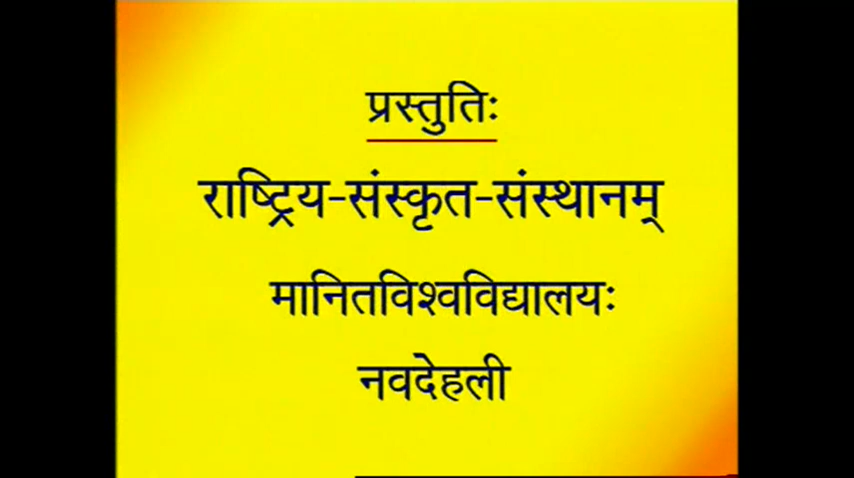 प्रस्तुतिः
राष्ट्रिय-संस्कृत-संस्थानम्
मानितविश्वविद्यालयः
नवदेहली